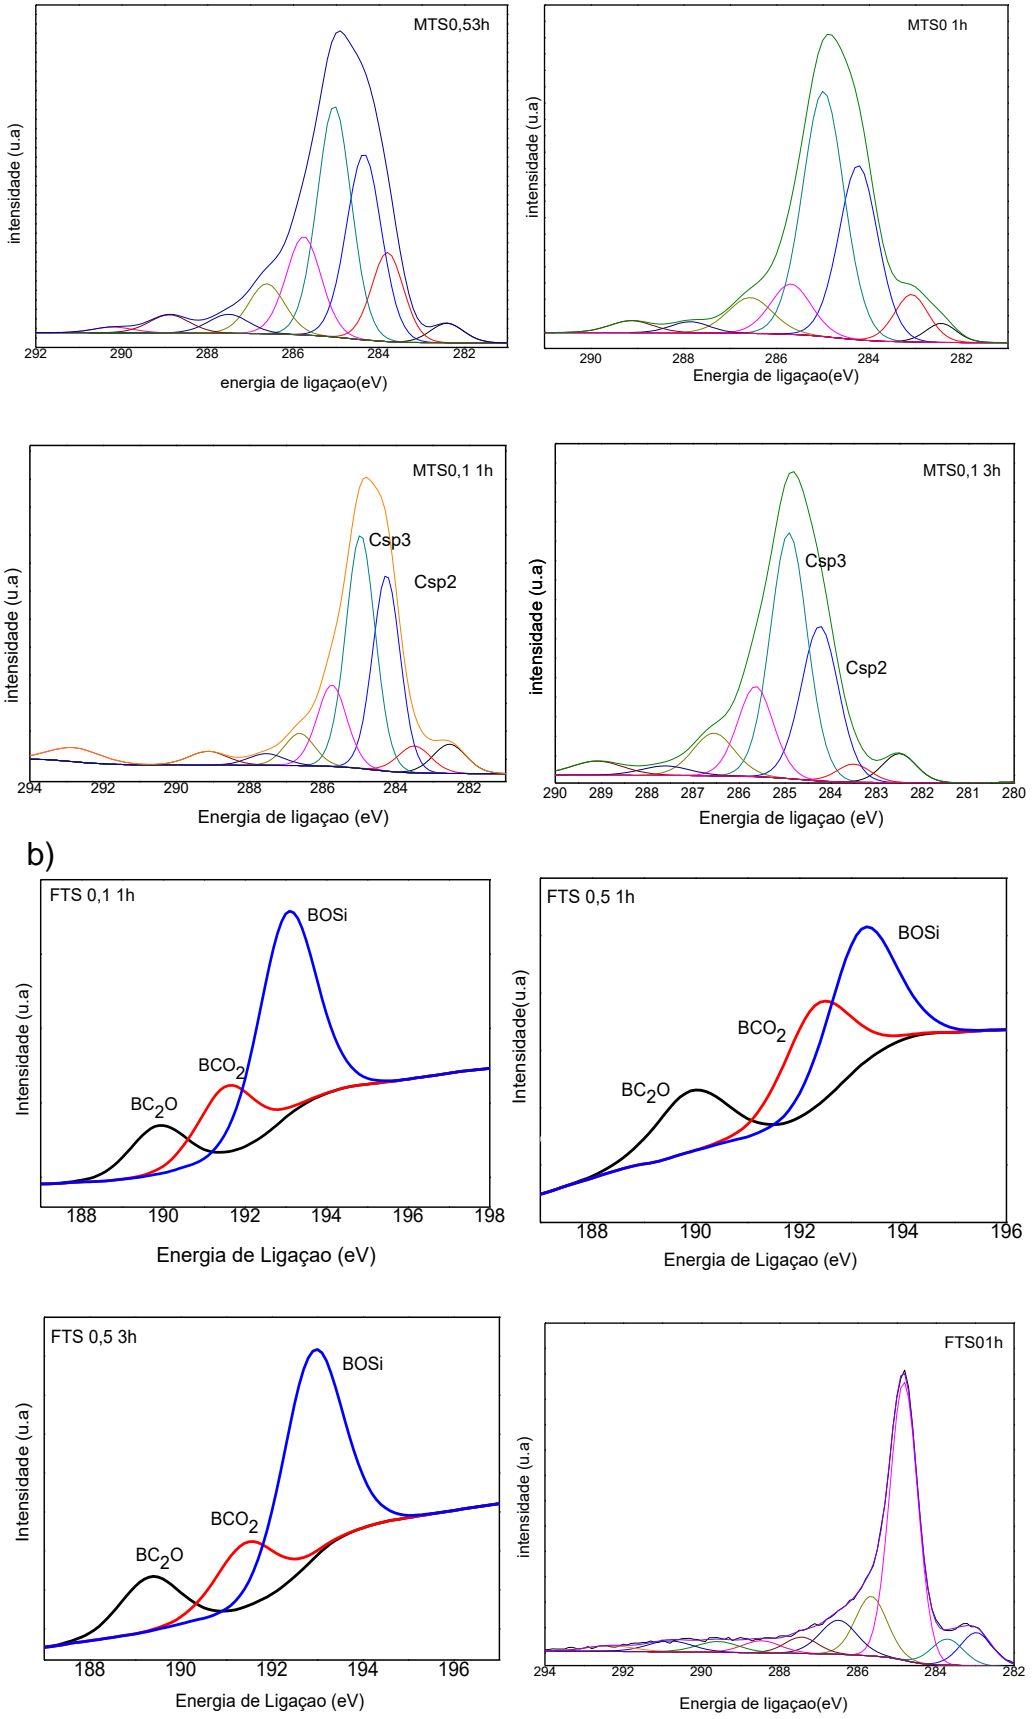 MTS0,53h
intensidade (u.a)
292 290 288 286 284 282
energia de ligaçao(eV)
MTS0 1h
intensidade (u.a)
290 288 286 284 282
Energia de ligaçao(eV)
MTS0,1 1h
Csp3
Csp2
intensidade (u.a)
294 292 290 288 286 284 282
Energia de ligaçao (eV)
MTS0,1 3h
Csp3
Csp2
intensidade (u.a)
290 289 288 287 286 285 284 283 282 281 280
Energia de ligaçao (eV)
b)
FTS 0,1 1h
BOSi
BCO2
BC2O
Intensidade (u.a)
188 190 192 194 196 198
Energia de Ligaçao (eV)
FTS 0,5 1h
BOSi
BCO2
BC2O
Intensidade(u.a)
188 190 192 194 196
Energia de Ligaçao (eV)
FTS 0,5 3h
BOSi
BCO2
BC2O
Intensidade (u.a)
188 190 192 194 196
Energia de Ligaçao (eV)
FTS01h
intensidade (u.a)
294 292 290 288 286 284 282
Energia de ligaçao(eV)